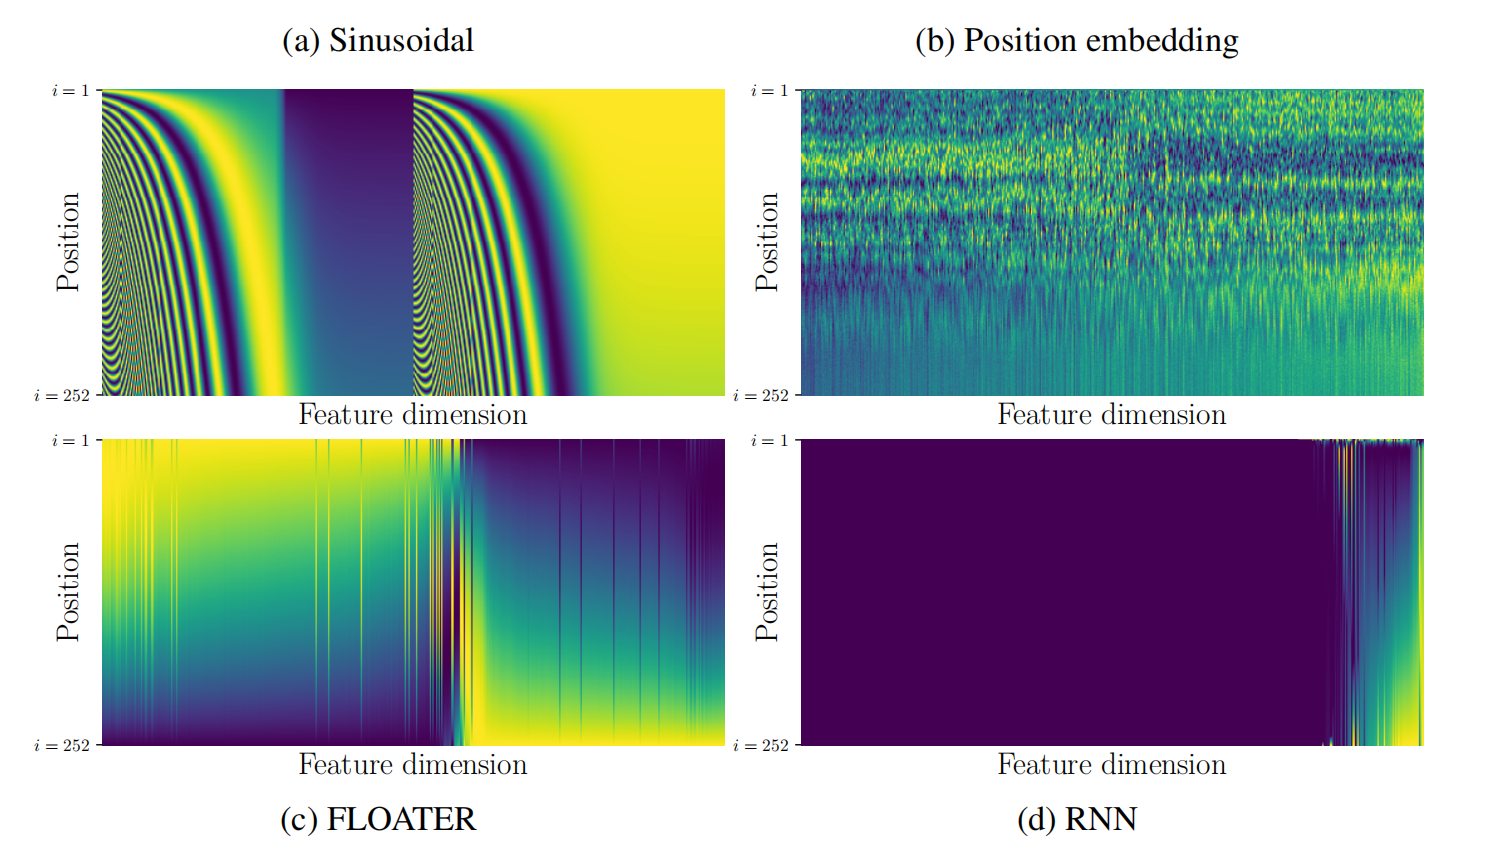 (a) Sinusoidal
(b) Position embedding
i = 1
Position
i = 252
Feature dimension
i = 1
Position
i = 252
Feature dimension
i = 1
Position
i = 252
Feature dimension
i = 1
Position
i = 252
Feature dimension
(c) FLOATER
(d) RNN